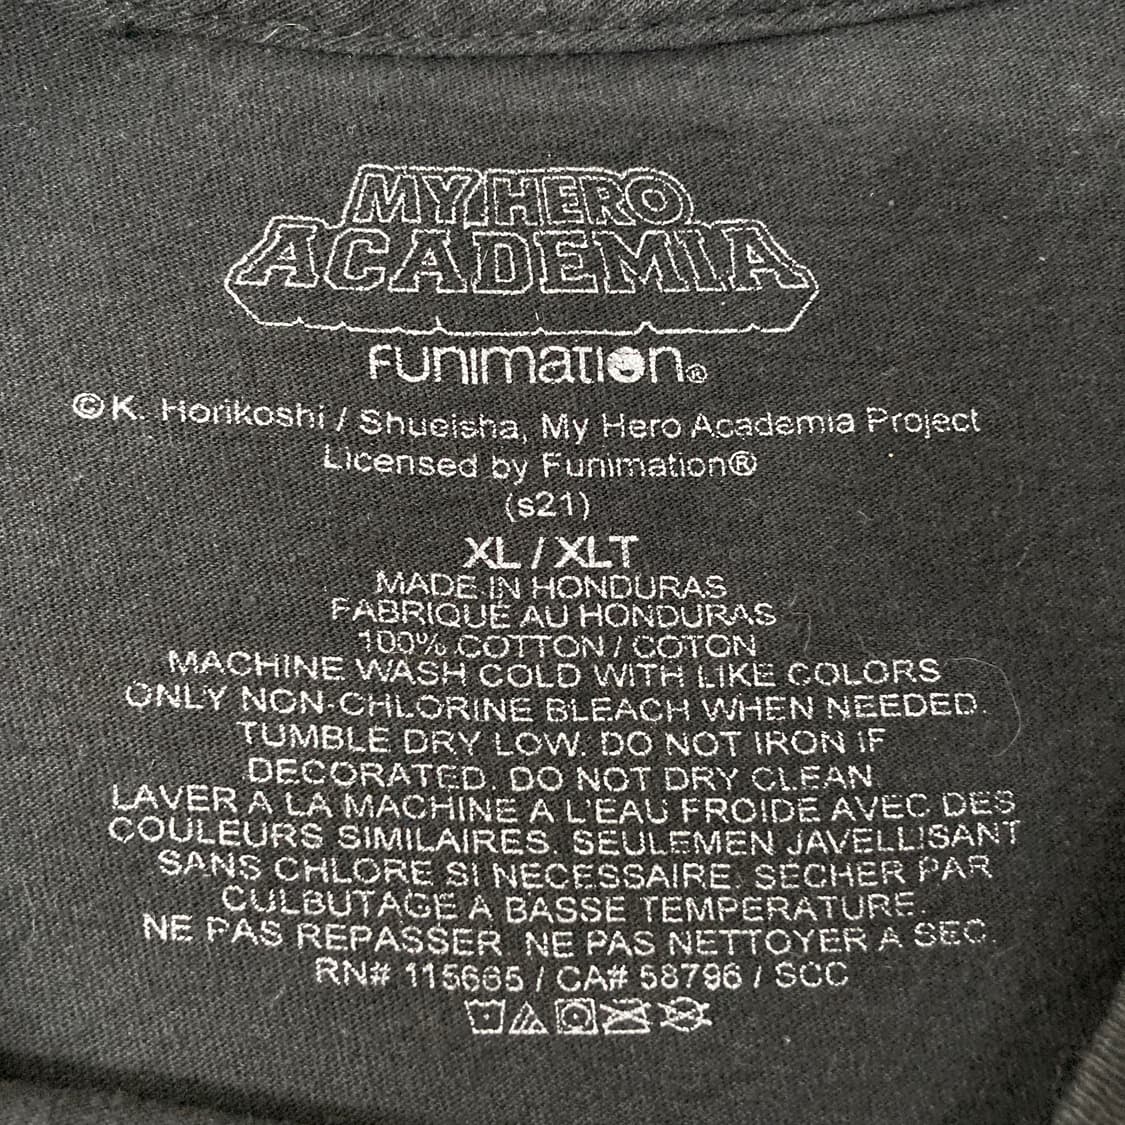 MY HERO
ACADEMIA
FUNIMATION®
©K. Horikoshi / Shueisha, My Hero Academia Project
Licensed by Funimation®
(s21)
XL / XLT
MADE IN HONDURAS
FABRIQUE AU HONDURAS
100% COTTON / COTON
MACHINE WASH COLD WITH LIKE COLORS
ONLY NON-CHLORINE BLEACH WHEN NEEDED.
TUMBLE DRY LOW. DO NOT IRON IF
DECORATED. DO NOT DRY CLEAN
LAVER A LA MACHINE A L'EAU FROIDE AVEC DES
COULEURS SIMILAIRES. SEULEMEN JAVELLISANT
SANS CHLORE SI NECESSAIRE. SECHER PAR
CULBUTAGE A BASSE TEMPERATURE.
NE PAS REPASSER. NE PAS NETTOYER A SEC.
RN# 115665 / CA# 58796 / SCC